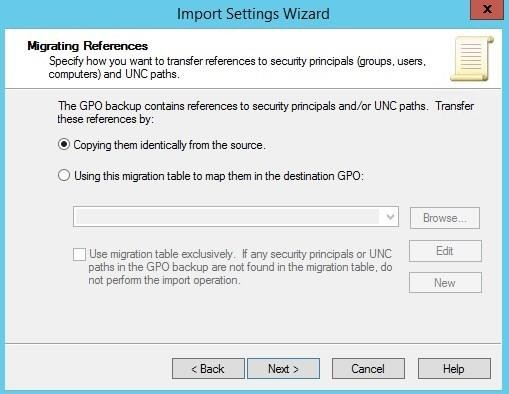 Import Settings Wizard
x
Migrating References
Specify how you want to transfer references to security principals (groups, users,
computers) and UNC paths.
The GPO backup contains references to security principals and/or UNC paths. Transfer
these references by:
Copying them identically from the source.
Using this migration table to map them in the destination GPO:
Browse...
Use migration table exclusively. If any security principals or UNC
paths in the GPO backup are not found in the migration table, do
not perform the import operation.
Edit
New
< Back
Next >
Cancel
Help